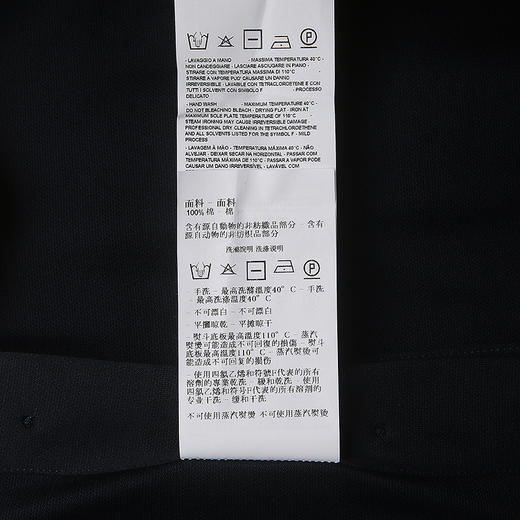 - LAVAGGIO A MANO - MASSIMA TEMPERATURA 40°C -
NON CANDEGGIARE - LASCIARE ASCIUGARE IN PIANO -
STIRARE CON TEMPERATURA MASSIMA DI 110°C
STIRARE A VAPORE PUO' CAUSARE UN DANNO
IRREVERSIBILE - LAVABILE CON TETRACLORETENE E CON
TUTTI I SOLVENTI CON SIMBOLO F - PROCESSO
DELICATO
- HAND WASH - MAXIMUM TEMPERATURE 40°C -
DO NOT BLEACHING BLEACH - DRYING FLAT - IRON AT
MAXIMUM SOLE PLATE TEMPERATURE OF 110°C -
STEAM IRONING MAY CAUSE IRREVERSIBLE DAMAGE
PROFESSIONAL DRY CLEANING IN TETRACHLOROETHENE
AND ALL SOLVENTS LISTED FOR THE SYMBOL F - MILD
PROCESS
LAVAGEM À MÃO - TEMPERATURA MÁXIMA 40°C - NÃO
ALVEJAR - DEIXAR SECAR NA HORIZONTAL - PASSAR COM
TEMPERATURA MÁXIMA DE 110°C - PASSAR A VAPOR PODE
CAUSAR UM DANO IRREVERSÍVEL - LAVÁVEL COM
面料 – 面料
100% 棉 – 棉
含有源自動物的非紡織品部分 –
含有源自动物的非纺织品部分
洗滌說明 洗涤说明
– 手洗 – 最高洗滌溫度40°C – 手洗
– 最高洗涤温度40°C
– 不可漂白 – 不可漂白
– 平攤晾乾 – 平摊晾干
– 熨斗底板最高溫度110°C – 蒸汽
熨燙可能造成不可回復的損傷 – 熨斗
底板最高温度110°C – 蒸汽熨烫可
能造成不可回复的损伤
– 使用四氯乙烯和符號F代表的所有
溶劑的專業乾洗 – 緩和乾洗 – 使用
四氯乙烯和符号F代表的所有溶剂的
专业干洗 – 缓和干洗
不可使用蒸汽熨燙 不可使用蒸汽熨烫